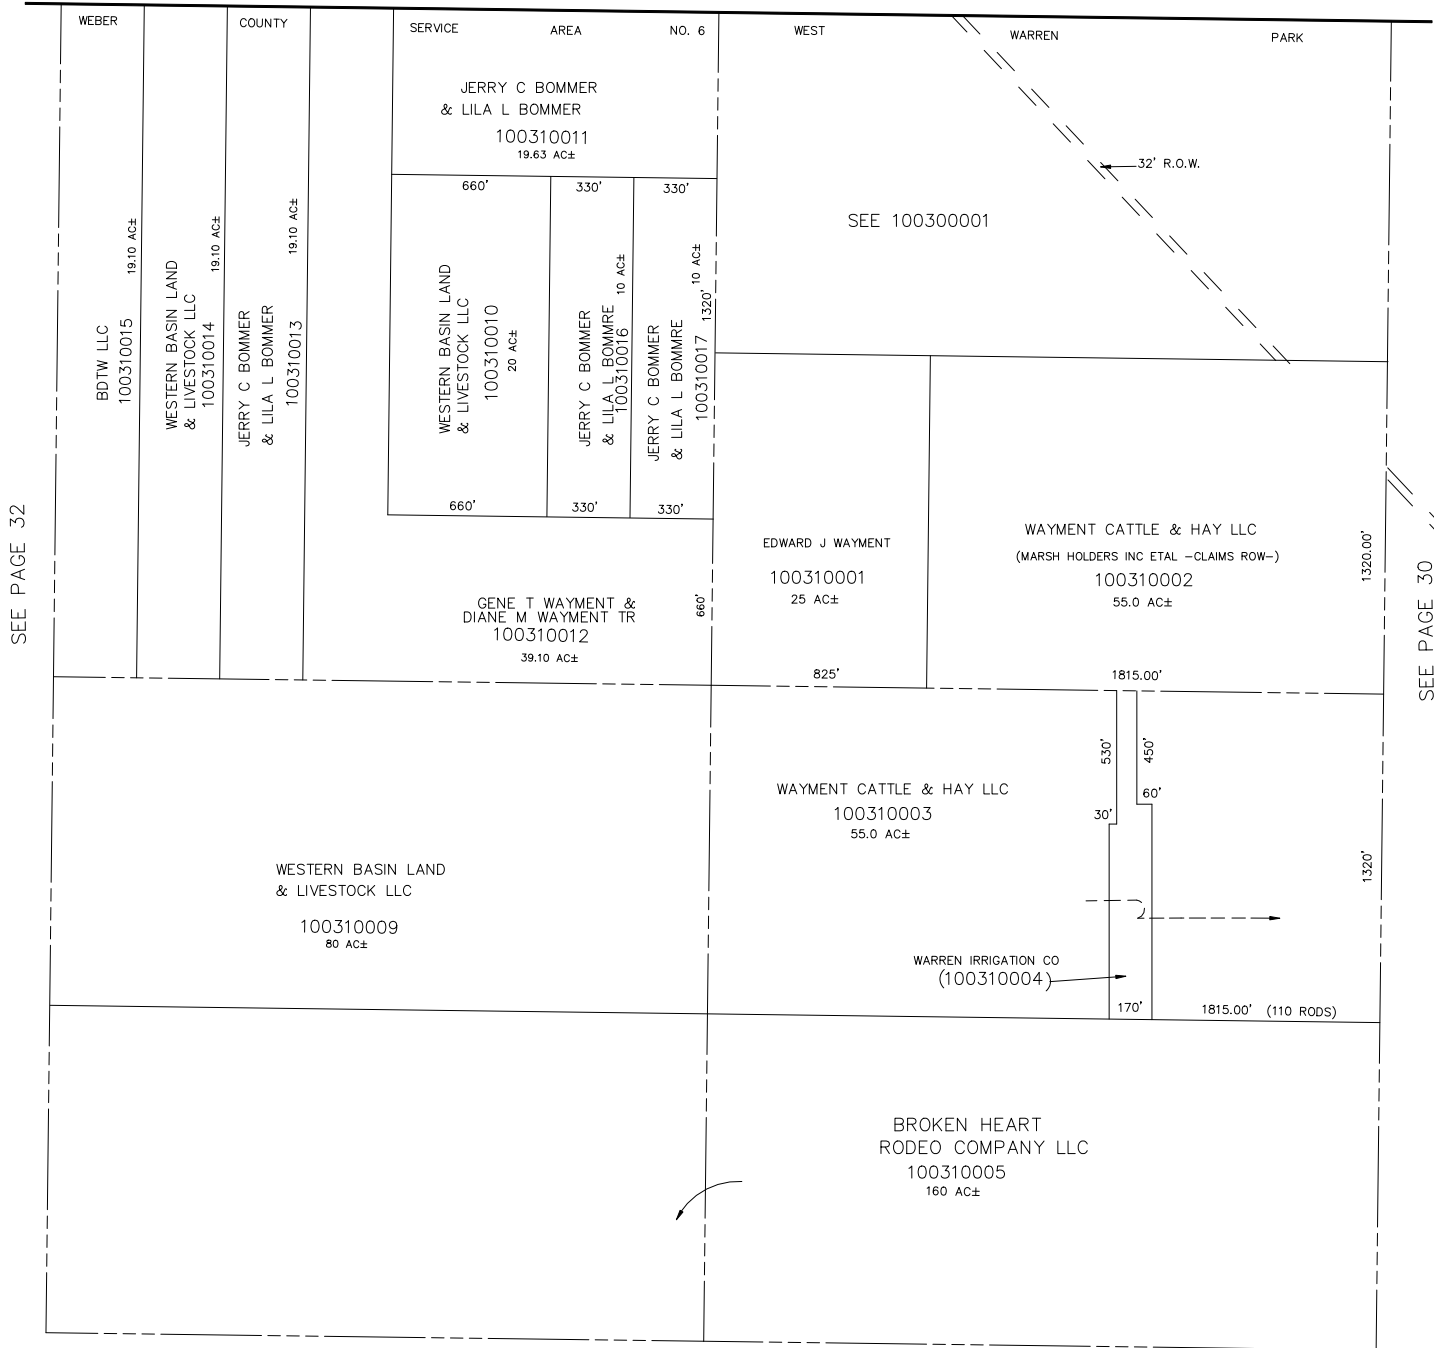 WEBER COUNTY SERVICE AREA NO. 6 WEST WARREN PARK
JERRY C BOMMER
& LILA L BOMMER
100310011
19.63 AC±
32' R.O.W.
SEE 100300001
660' 330' 330'
BDTW LLC
100310015
19.10 AC±
WESTERN BASIN LAND
& LIVESTOCK LLC
100310014
19.10 AC±
JERRY C BOMMER
& LILA L BOMMER
100310013
19.10 AC±
WESTERN BASIN LAND
& LIVESTOCK LLC
100310010
20 AC±
JERRY C BOMMER
& LILA L BOMMRE
100310016
10 AC±
JERRY C BOMMER
& LILA L BOMMRE
100310017
10 AC±
1320'
660' 330' 330'
SEE PAGE 32
EDWARD J WAYMENT
100310001
25 AC±
825'
WAYMENT CATTLE & HAY LLC
(MARSH HOLDERS INC ETAL -CLAIMS ROW-)
100310002
55.0 AC±
1320.00'
1815.00'
SEE PAGE 30
GENE T WAYMENT &
DIANE M WAYMENT TR
100310012
39.10 AC±
660'
530'
450'
60'
30'
WAYMENT CATTLE & HAY LLC
100310003
55.0 AC±
1320'
WESTERN BASIN LAND
& LIVESTOCK LLC
100310009
80 AC±
WARREN IRRIGATION CO
(100310004)
170'
1815.00' (110 RODS)
BROKEN HEART
RODEO COMPANY LLC
100310005
160 AC±